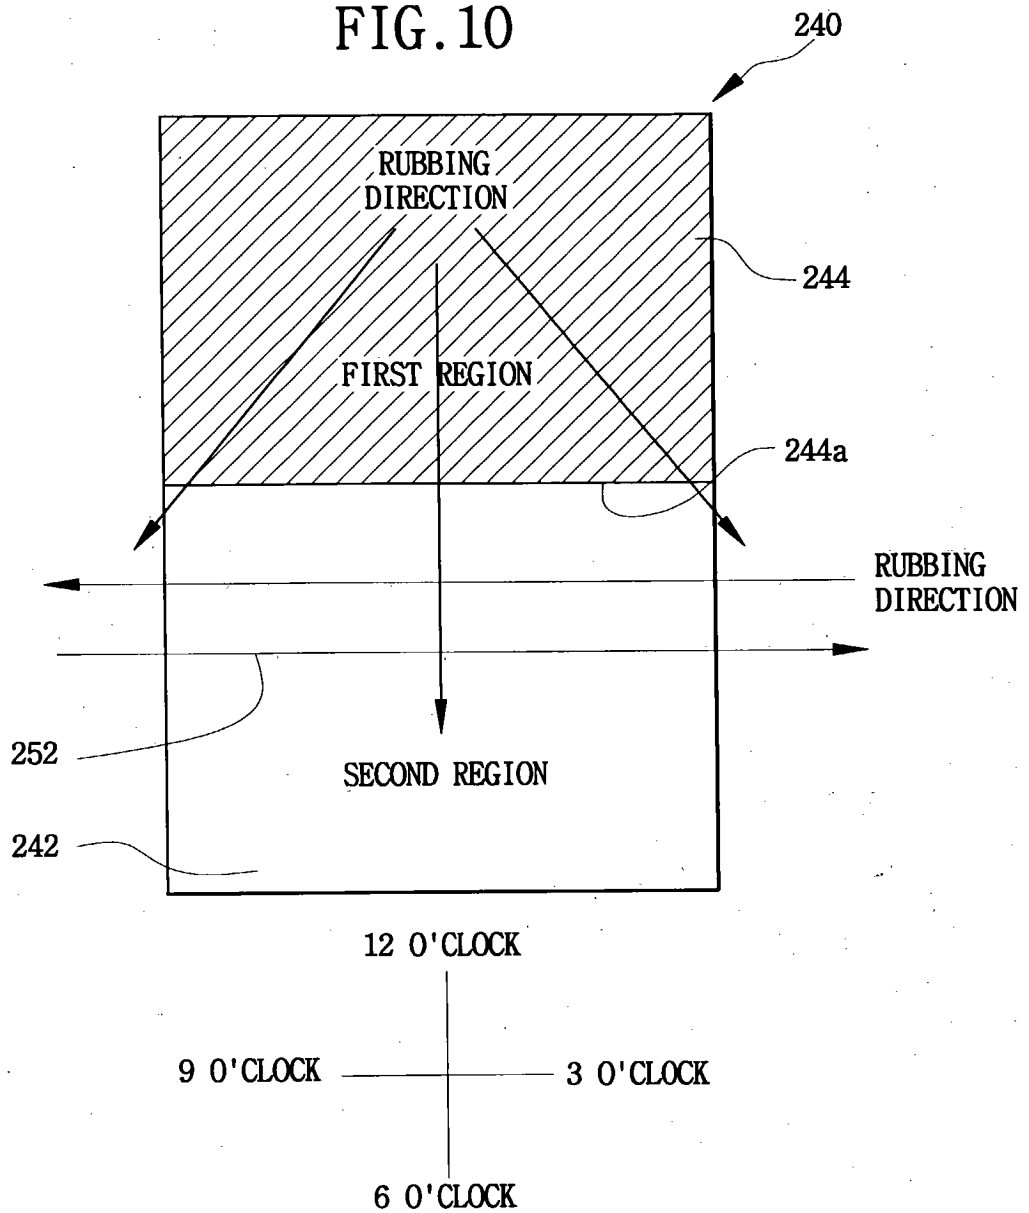 FIG.10
240
RUBBING
DIRECTION
244
FIRST REGION
244a
RUBBING
DIRECTION
252
SECOND REGION
242
12 O'CLOCK
9 O'CLOCK
3 O'CLOCK
6 O'CLOCK